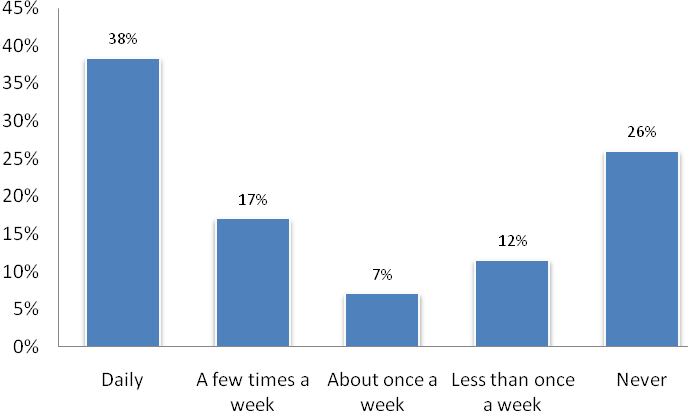 45%
40%
35%
30%
25%
20%
15%
10%
5%
0%
38%
17%
7%
12%
26%
Daily
A few times a
week
About once a
week
Less than once
a week
Never